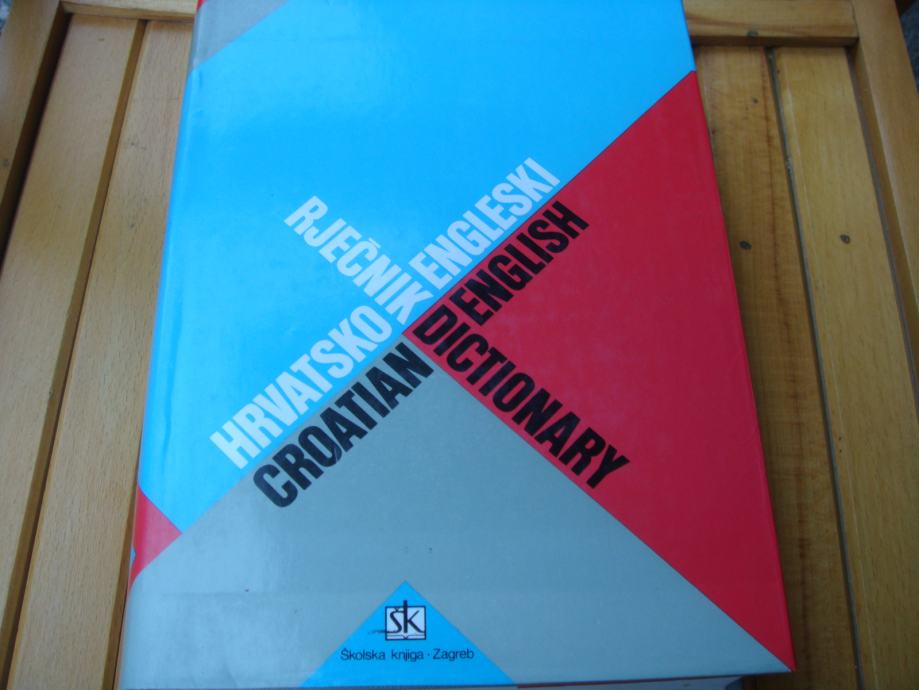 HRVATSKO ENGLESKI
RJEČNIK
CROATIAN ENGLISH
DICTIONARY
ŠK
Školska knjiga · Zagreb